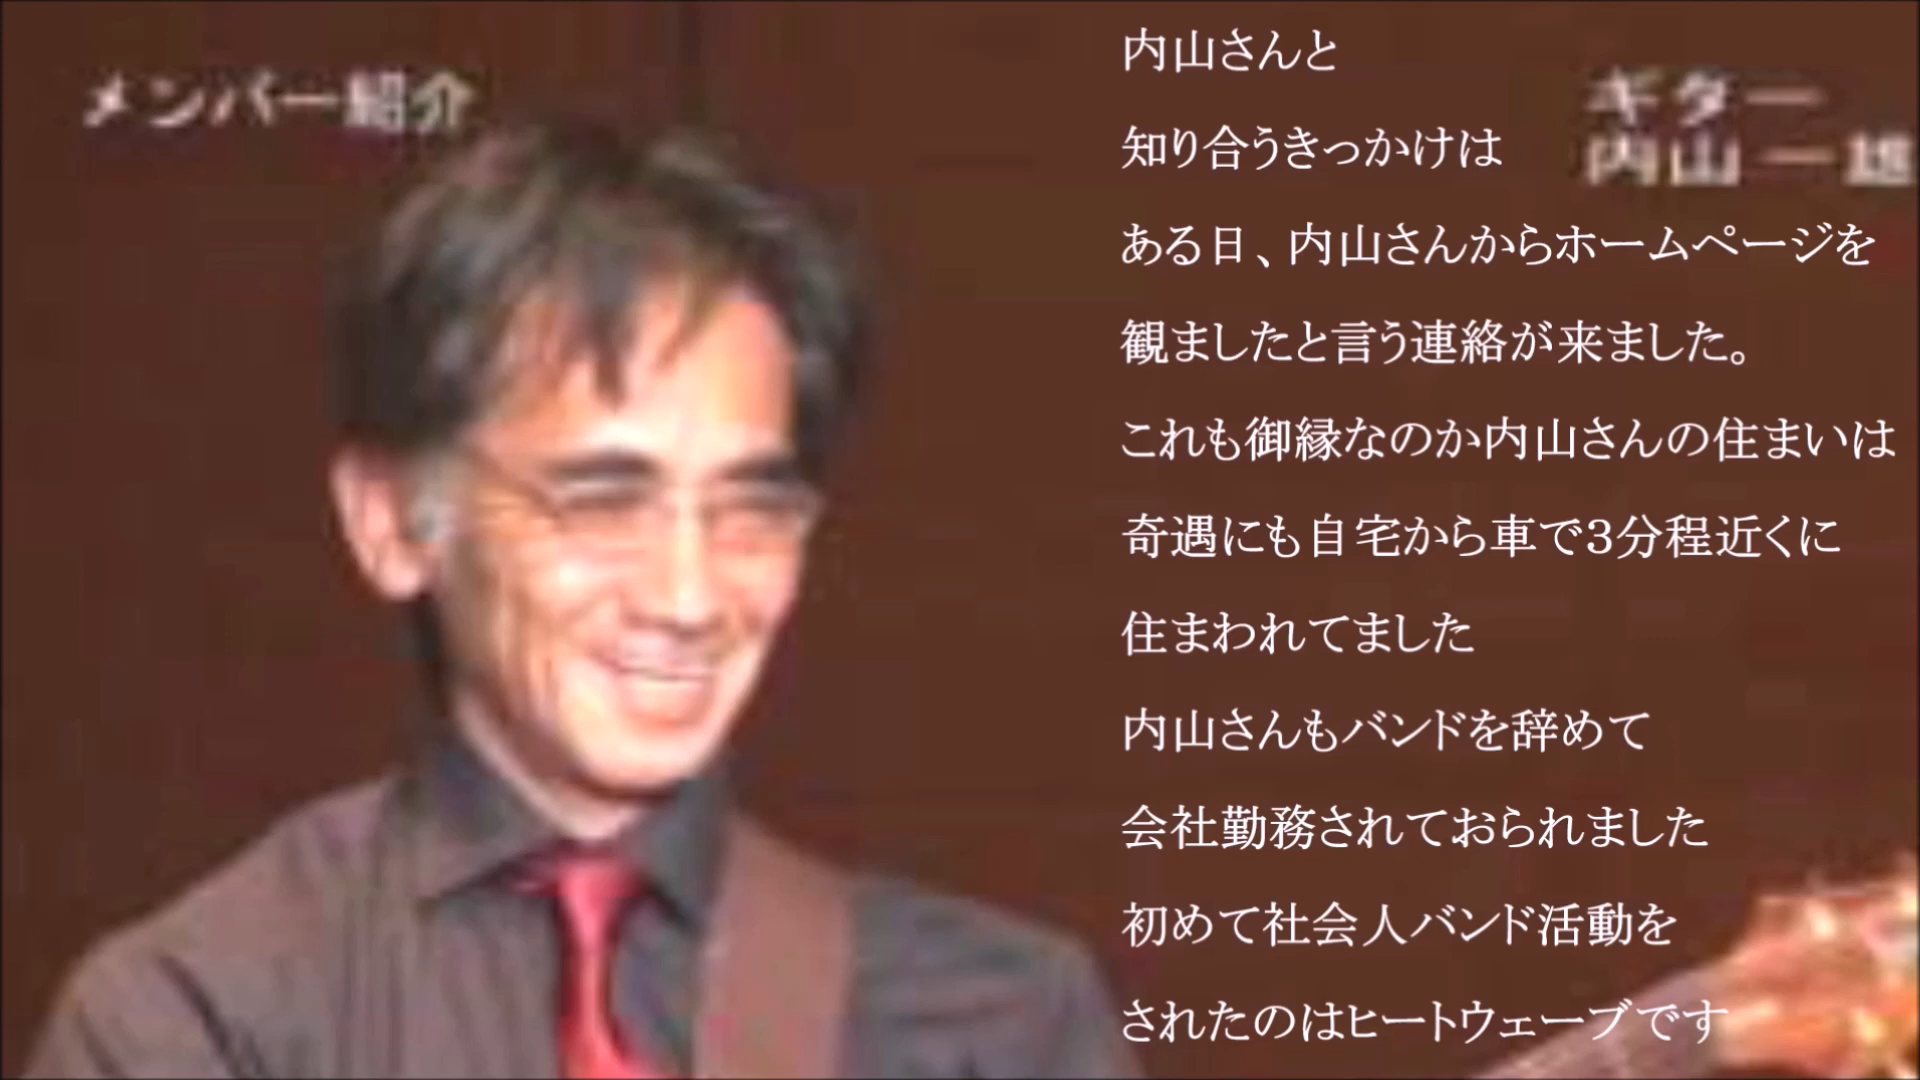 メンバー紹介
ギター
内山一雄
内山さんと
知り合うきっかけは
ある日、内山さんからホームページを
観ましたと言う連絡が来ました。
これも御縁なのか内山さんの住まいは
奇遇にも自宅から車で3分程近くに
住まわれてました
内山さんもバンドを辞めて
会社勤務されておられました
初めて社会人バンド活動を
されたのはヒートウェーブです